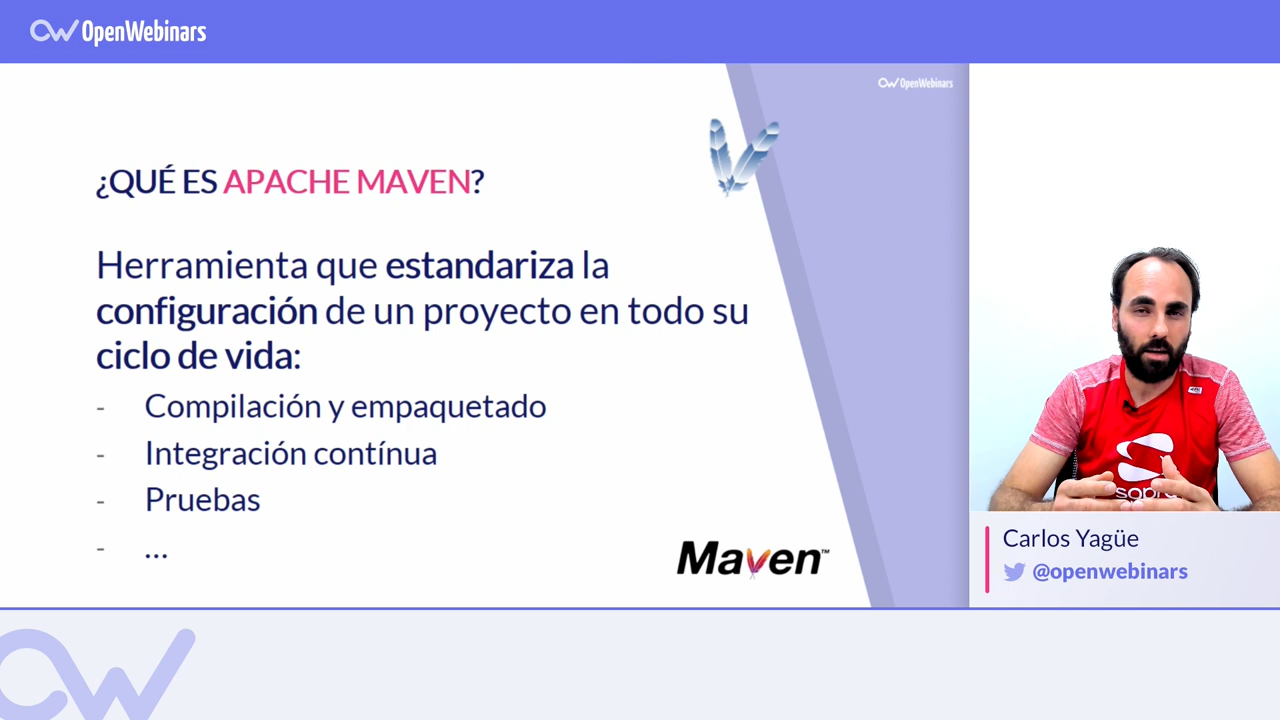 OpenWebinars
OpenWebinars
¿QUÉ ES APACHE MAVEN?
Herramienta que estandariza la
configuración de un proyecto en todo su
ciclo de vida:
- Compilación y empaquetado
- Integración contínua
- Pruebas
- ...
Maven™
sopra
Carlos Yagüe
@openwebinars